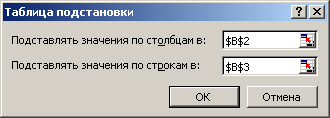 Таблица подстановки
Подставлять значения по столбцам в: $B$2
Подставлять значения по строкам в: $B$3
ОК Отмена